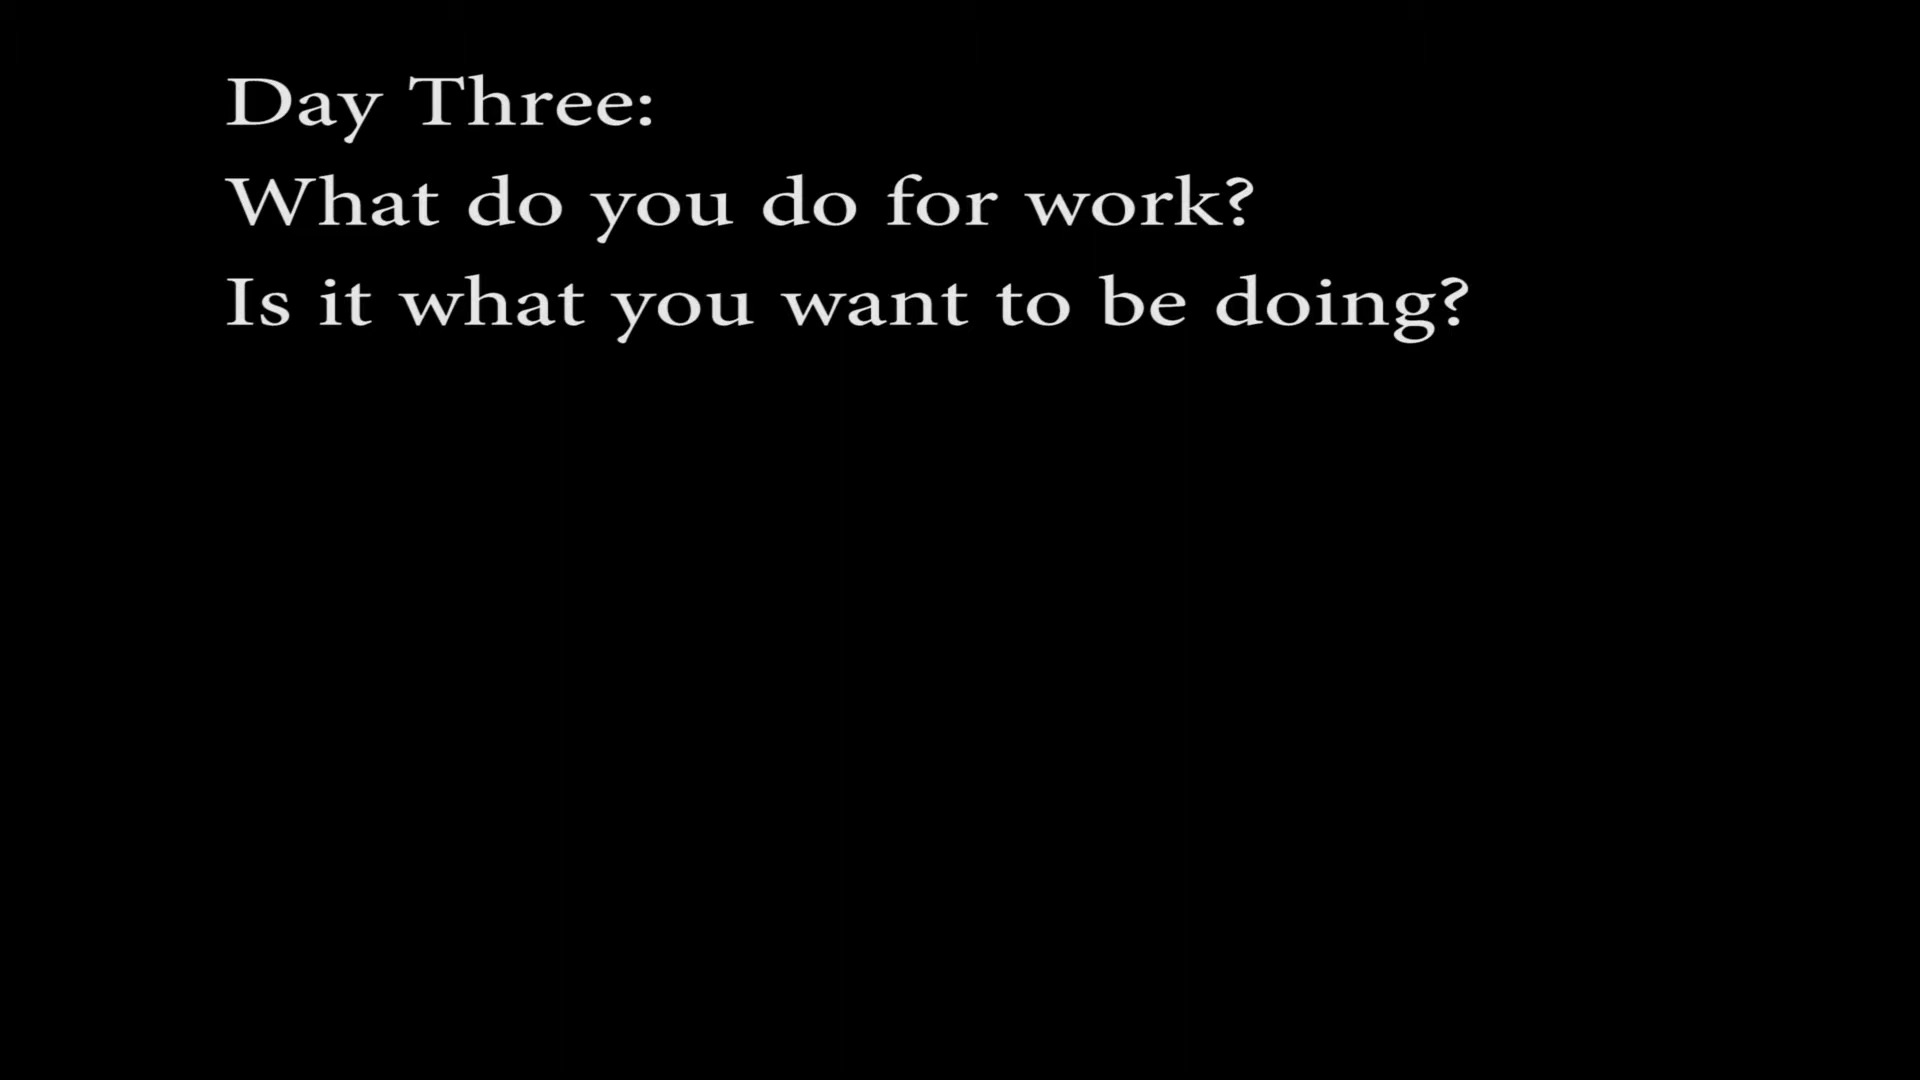 Day Three:
What do you do for work?
Is it what you want to be doing?